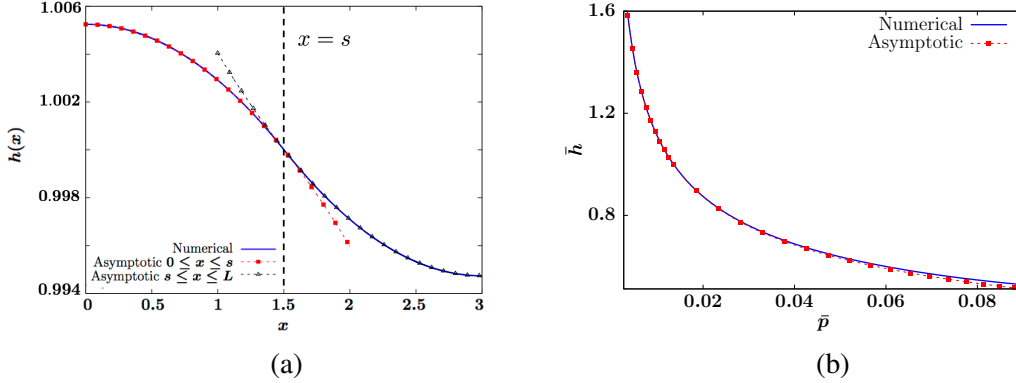 1.006
1.002
0.998
0.994
h(x)
x = s
Numerical
Asymptotic 0 ≤ x ≤ s
Asymptotic s ≤ x ≤ L
0 0.5 1 1.5 2 2.5 3
x
(a)
1.6
1.2
0.8
h̄
Numerical
Asymptotic
0.02 0.04 0.06 0.08
p̄
(b)